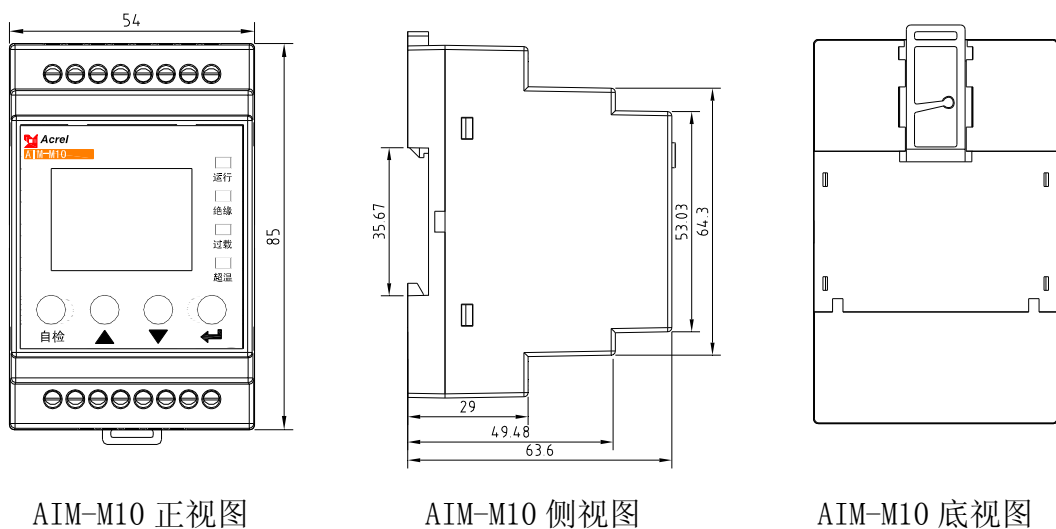 54
Acrel
AIM-M10
运行
绝缘
过载
超温
自检
85
35.67
53.03
64.3
29
49.48
63.6
AIM-M10 正视图
AIM-M10 侧视图
AIM-M10 底视图